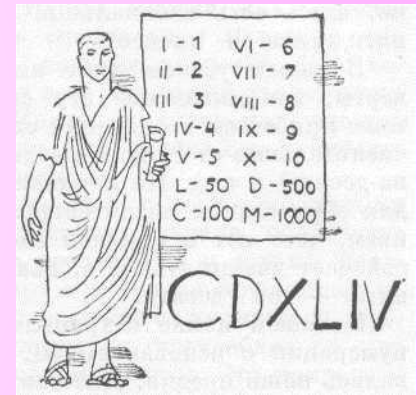 I - 1 VI - 6
II - 2 VII - 7
III 3 VIII - 8
IV - 4 IX - 9
V - 5 X - 10
L - 50 D - 500
C - 100 M - 1000
CDXLIV